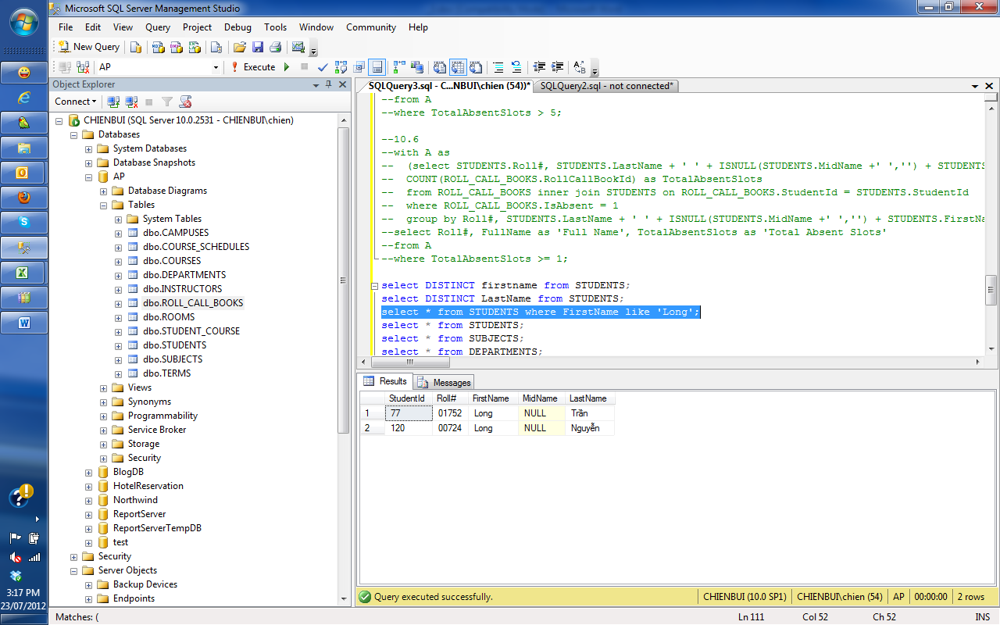 Microsoft SQL Server Management Studio
File Edit View Query Project Debug Tools Window Community Help
New Query
AP
Execute
Object Explorer
Connect
CHIENBUI (SQL Server 10.0.2531 - CHIENBUI\chien)
Databases
System Databases
Database Snapshots
AP
Database Diagrams
Tables
System Tables
dbo.CAMPUSES
dbo.COURSE_SCHEDULES
dbo.COURSES
dbo.DEPARTMENTS
dbo.INSTRUCTORS
dbo.ROLL_CALL_BOOKS
dbo.ROOMS
dbo.STUDENT_COURSE
dbo.STUDENTS
dbo.SUBJECTS
dbo.TERMS
Views
Synonyms
Programmability
Service Broker
Storage
Security
BlogDB
HotelReservation
Northwind
ReportServer
ReportServerTempDB
test
Security
Server Objects
Backup Devices
Endpoints
SQLQuery3.sql - C...NBUI\chien (54))* SQLQuery2.sql - not connected*
--from A
--where TotalAbsentSlots > 5;
--10.6
--with A as
-- (select STUDENTS.Roll#, STUDENTS.LastName + ' ' + ISNULL(STUDENTS.MidName +' ','') + STUDENTS
-- COUNT(ROLL_CALL_BOOKS.RollCallBookId) as TotalAbsentSlots
-- from ROLL_CALL_BOOKS inner join STUDENTS on ROLL_CALL_BOOKS.StudentId = STUDENTS.StudentId
-- where ROLL_CALL_BOOKS.IsAbsent = 1
-- group by Roll#, STUDENTS.LastName + ' ' + ISNULL(STUDENTS.MidName +' ','') + STUDENTS.FirstNa
--select Roll#, FullName as 'Full Name', TotalAbsentSlots as 'Total Absent Slots'
--from A
--where TotalAbsentSlots >= 1;
select DISTINCT firstname from STUDENTS;
select DISTINCT LastName from STUDENTS;
select * from STUDENTS where FirstName like 'Long';
select * from STUDENTS;
select * from SUBJECTS;
select * from DEPARTMENTS;
Results Messages
StudentId Roll# FirstName MidName LastName
1 77 01752 Long NULL Trần
2 120 00724 Long NULL Nguyễn
Query executed successfully. CHIENBUI (10.0 SP1) CHIENBUI\chien (54) AP 00:00:00 2 rows
3:17 PM
23/07/2012
Matches: ( Ln 111 Col 52 Ch 52 INS